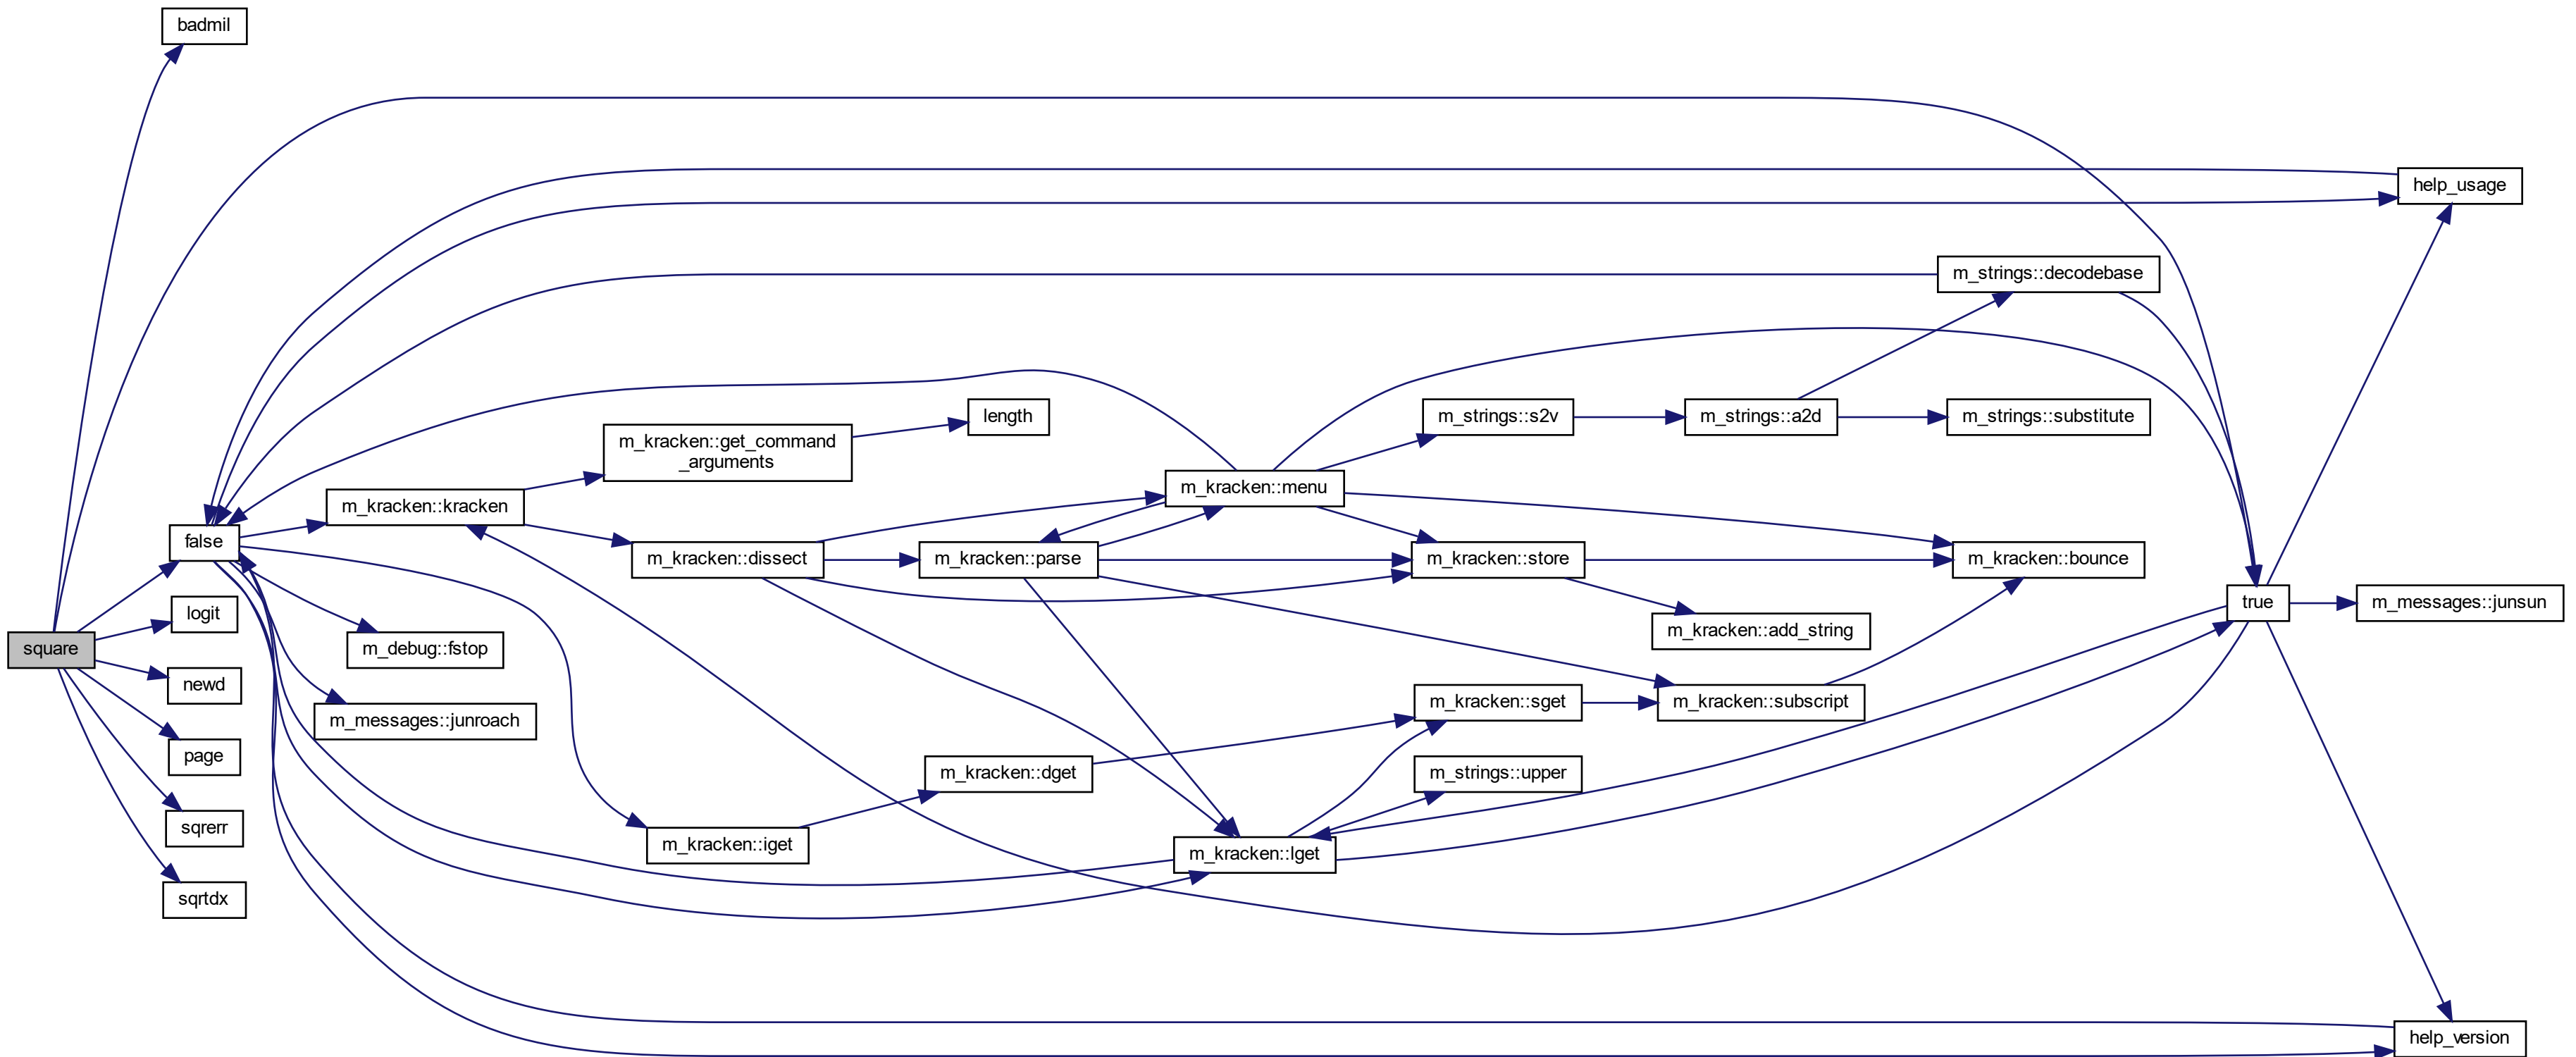 badmil
help_usage
m_strings::decodebase
length
m_strings::s2v
m_strings::a2d
m_strings::substitute
m_kracken::get_command
_arguments
m_kracken::menu
m_kracken::kracken
false
m_kracken::dissect
m_kracken::parse
m_kracken::store
m_kracken::bounce
true
m_messages::junsun
logit
m_kracken::add_string
square
m_debug::fstop
newd
m_kracken::sget
m_kracken::subscript
m_messages::junroach
page
m_kracken::dget
m_strings::upper
sqrerr
m_kracken::iget
m_kracken::lget
sqrtdx
help_version